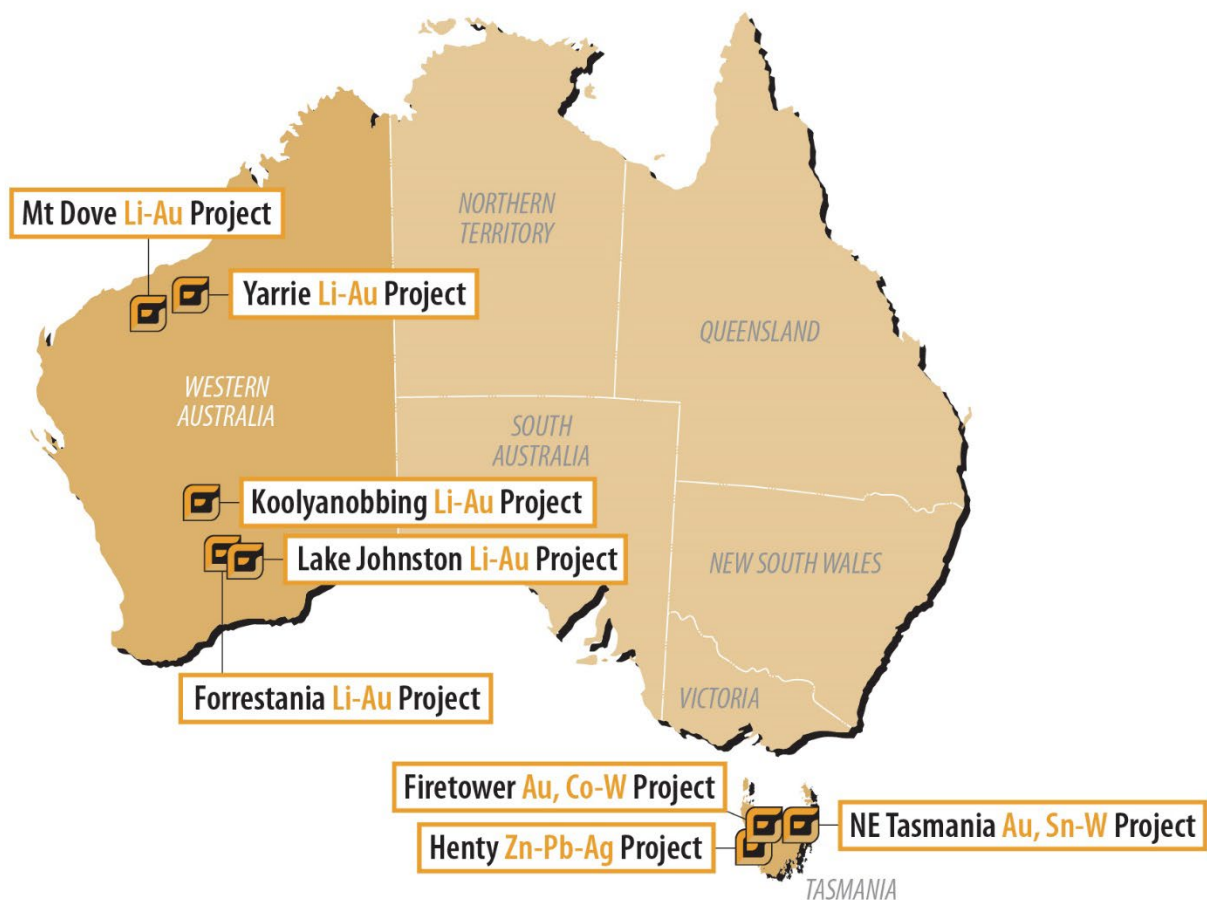 NORTHERN
TERRITORY
Mt Dove Li-Au Project
Yarrie Li-Au Project
QUEENSLAND
WESTERN
AUSTRALIA
SOUTH
AUSTRALIA
Koolyanobbing Li-Au Project
Lake Johnston Li-Au Project
NEW SOUTH WALES
Forrestania Li-Au Project
VICTORIA
Firetower Au, Co-W Project
NE Tasmania Au, Sn-W Project
Henty Zn-Pb-Ag Project
TASMANIA